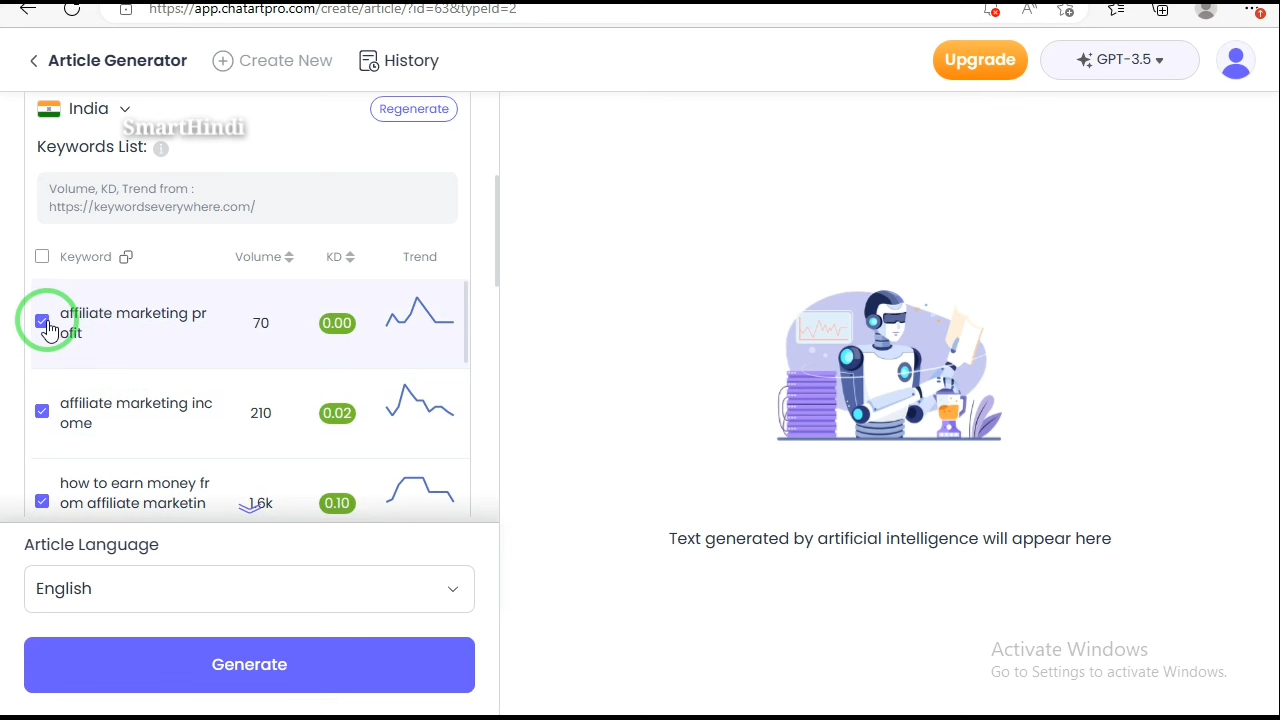 https://app.chatartpro.com/create/article/?id=63&typeId=2
Article Generator
Create New
History
Upgrade
GPT-3.5
India
Regenerate
SmartHindi
Keywords List:
Volume, KD, Trend from :
https://keywordseverywhere.com/
Keyword
Volume
KD
Trend
affiliate marketing pr
ofit
70
0.00
affiliate marketing inc
ome
210
0.02
how to earn money fr
om affiliate marketin
1.6k
0.10
Article Language
English
Generate
Text generated by artificial intelligence will appear here
Activate Windows
Go to Settings to activate Windows.